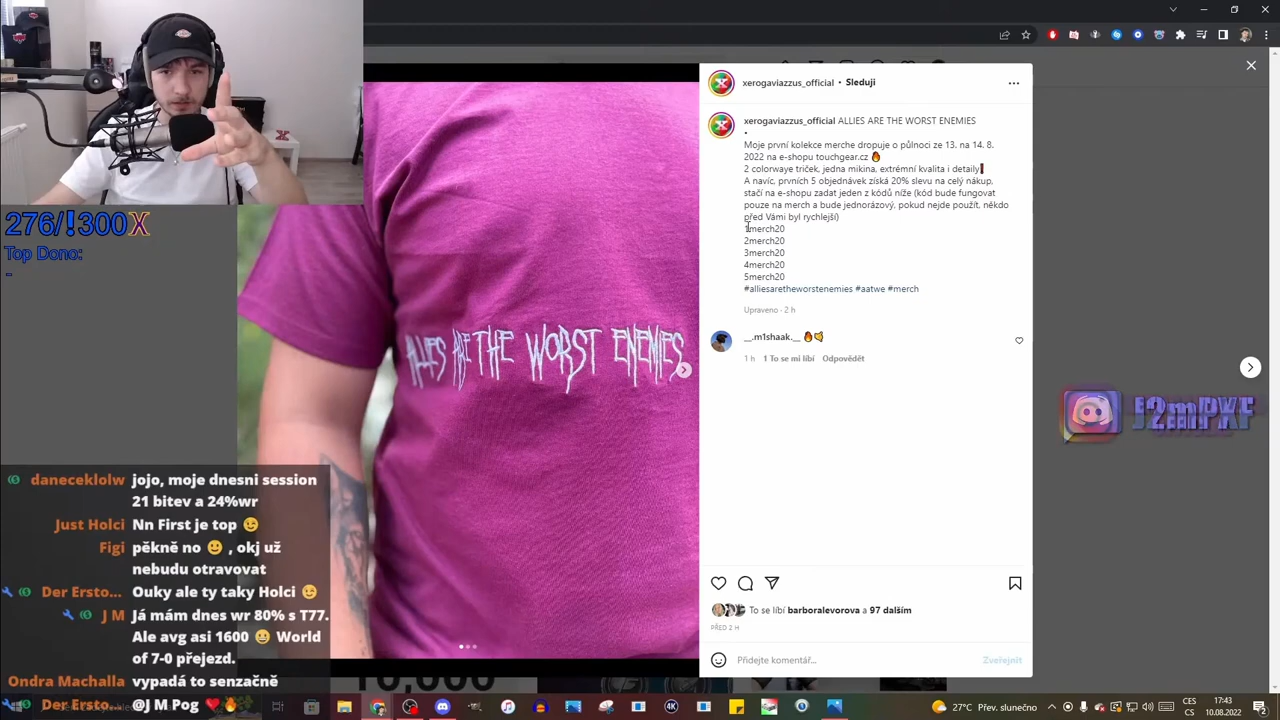 276/!300X
Top Dono:
-
daneceklolw jojo, moje dnesni session
21 bitev a 24%wr
Just Holci Nn First je top 😉
Figi pěkně no 🙂 , okj už
nebudu otravovat
Der Ersto... Ouky ale ty taky Holci 😉
J M Já mám dnes wr 80% s T77.
Ale avg asi 1600 😀 World
of 7-0 přejezd.
Ondra Machalla vypadá to senzačně
Der Ersto... @J M Pog ❤️🔥
ALLIES ARE THE WORST ENEMIES
xerogaviazzus_official • Sleduji
xerogaviazzus_official ALLIES ARE THE WORST ENEMIES
•
Moje první kolekce merche dropuje o půlnoci ze 13. na 14. 8.
2022 na e-shopu touchgear.cz 🔥
2 colorwaye triček, jedna mikina, extrémní kvalita i detaily❗
A navíc, prvních 5 objednávek získá 20% slevu na celý nákup,
stačí na e-shopu zadat jeden z kódů níže (kód bude fungovat
pouze na merch a bude jednorázový, pokud nejde použít, někdo
před Vámi byl rychlejší)
1merch20
2merch20
3merch20
4merch20
5merch20
#alliesaretheworstenemies #aatwe #merch
Upraveno · 2 h
__.m1shaak.__ 🔥
1 h 1 To se mi líbí Odpovědět
To se líbí barboralevorova a 97 dalším
PŘED 2 H
Přidejte komentář...
Zveřejnit
J2mPXF
10,000
27°C Přev. slunečno
CES
CS
17:43
10.08.2022